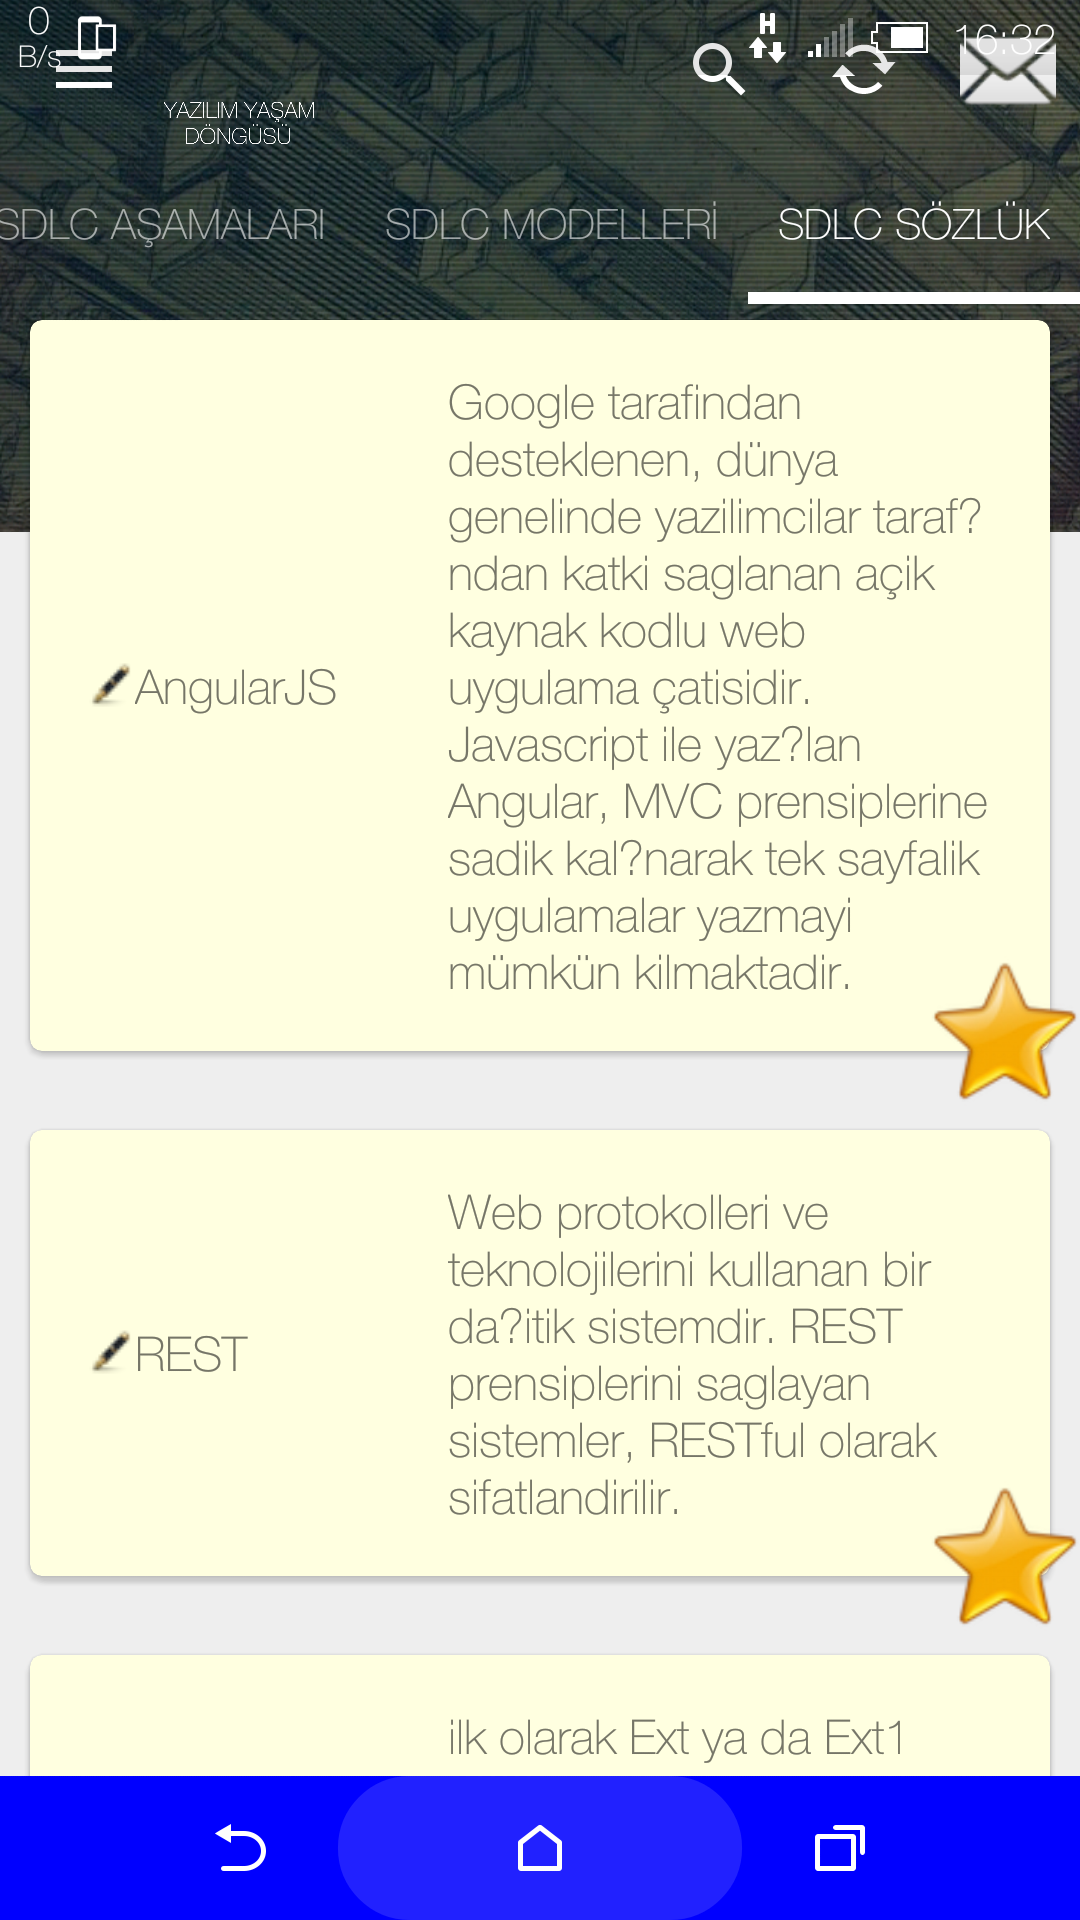 0
B/s
16:32
H
YAZILIM YAŞAM
DÖNGÜSÜ
SDLC AŞAMALARI
SDLC MODELLERİ
SDLC SÖZLÜK
AngularJS
Google tarafindan
desteklenen, dünya
genelinde yazilimcilar taraf?
ndan katki saglanan açik
kaynak kodlu web
uygulama çatisidir.
Javascript ile yaz?lan
Angular, MVC prensiplerine
sadik kal?narak tek sayfalik
uygulamalar yazmayi
mümkün kilmaktadir.
REST
Web protokolleri ve
teknolojilerini kullanan bir
da?itik sistemdir. REST
prensiplerini saglayan
sistemler, RESTful olarak
sifatlandirilir.
ilk olarak Ext ya da Ext1